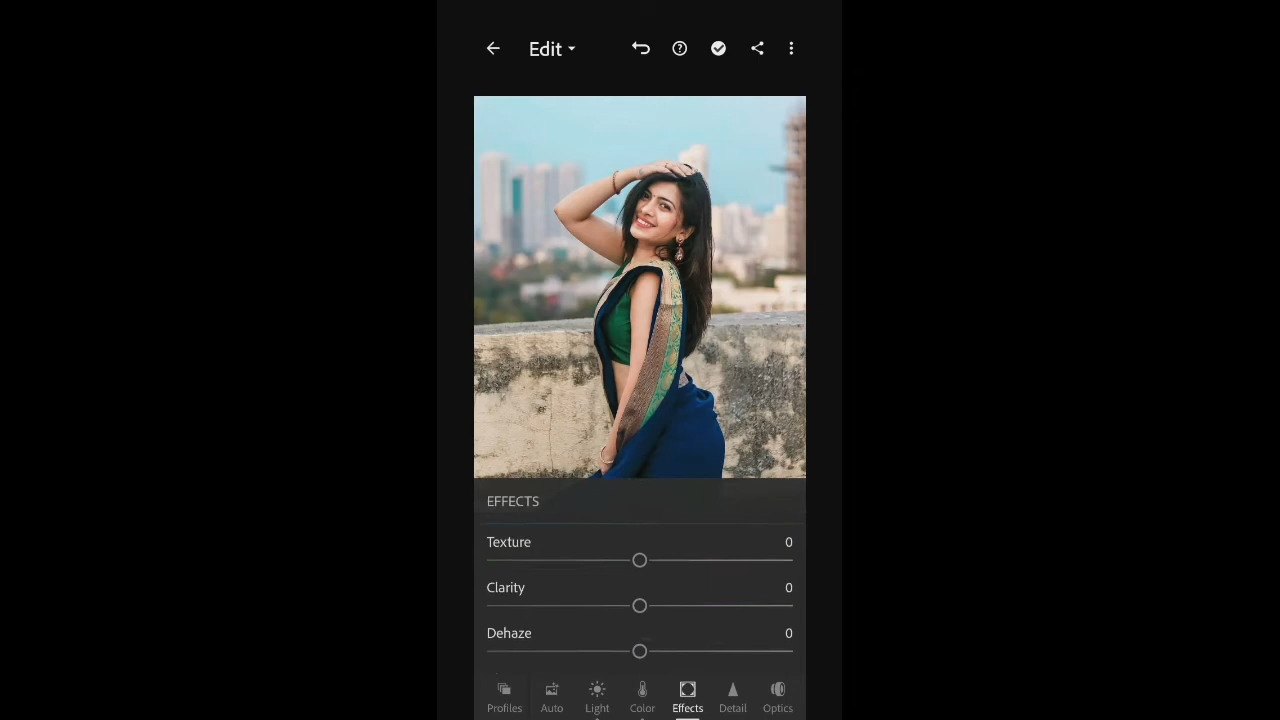 Edit
EFFECTS
Texture 0
Clarity 0
Dehaze 0
Profiles Auto Light Color Effects Detail Optics